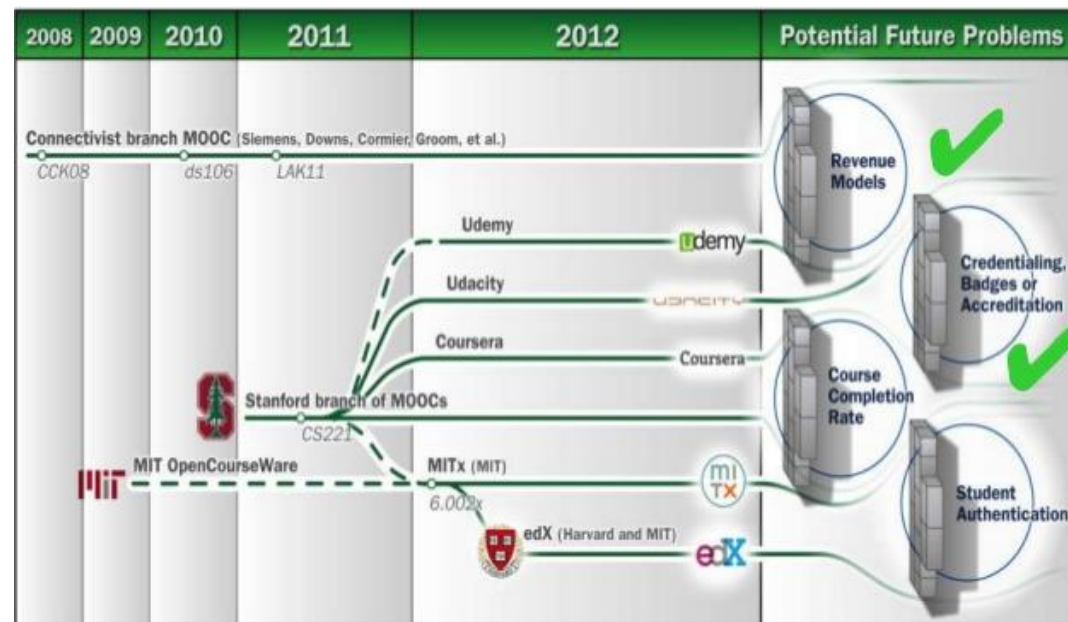 2008 2009 2010 2011 2012 Potential Future Problems
Connectivist branch MOOC (Siemens, Downs, Cormier, Groom, et al.)
CCK08 ds106 LAK11
Revenue
Models
Udemy
udemy
Credentialing,
Badges or
Accreditation
Udacity
UDACITY
Coursera
Coursera
Course
Completion
Rate
Stanford branch of MOOCs
S
CS221
MIT OpenCourseWare
MIT
MITx (MIT)
6.002x
mi
TX
Student
Authentication
edX (Harvard and MIT)
edX